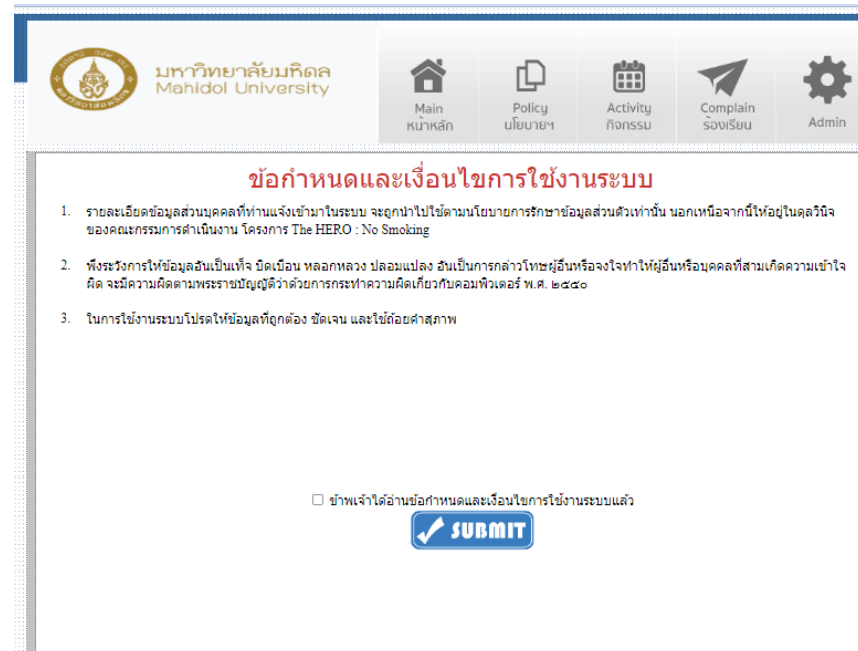 มหาวิทยาลัยมหิดล
Mahidol University
Main
หน้าหลัก
Policy
นโยบายฯ
Activity
กิจกรรม
Complain
ร้องเรียน
Admin
ข้อกำหนดและเงื่อนไขการใช้งานระบบ
1. รายละเอียดข้อมูลส่วนบุคคลที่ท่านแจ้งเข้ามาในระบบ จะถูกนำไปใช้ตามนโยบายการรักษาข้อมูลส่วนตัวเท่านั้น นอกเหนือจากนี้ให้อยู่ในดุลวินิจ
ของคณะกรรมการดำเนินงาน โครงการ The HERO : No Smoking
2. พึงระวังการให้ข้อมูลอันเป็นเท็จ บิดเบือน หลอกหลวง ปลอมแปลง อันเป็นการกล่าวโทษผู้อื่นหรือจงใจทำให้ผู้อื่นหรือบุคคลที่สามเกิดความเข้าใจ
ผิด จะมีความผิดตามพระราชบัญญัติว่าด้วยการกระทำความผิดเกี่ยวกับคอมพิวเตอร์ พ.ศ. ๒๕๕๐
3. ในการใช้งานระบบโปรดให้ข้อมูลที่ถูกต้อง ชัดเจน และใช้ถ้อยคำสุภาพ
ข้าพเจ้าได้อ่านข้อกำหนดและเงื่อนไขการใช้งานระบบแล้ว
SUBMIT